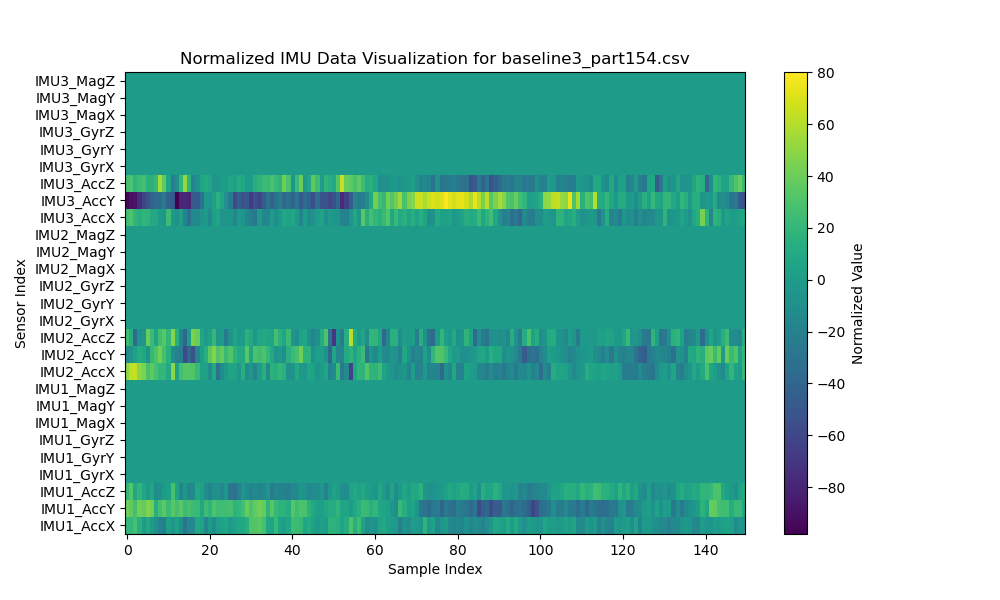 Normalized IMU Data Visualization for baseline3_part154.csv
IMU3_MagZ
IMU3_MagY
IMU3_MagX
IMU3_GyrZ
IMU3_GyrY
IMU3_GyrX
IMU3_AccZ
IMU3_AccY
IMU3_AccX
IMU2_MagZ
IMU2_MagY
IMU2_MagX
IMU2_GyrZ
IMU2_GyrY
IMU2_GyrX
IMU2_AccZ
IMU2_AccY
IMU2_AccX
IMU1_MagZ
IMU1_MagY
IMU1_MagX
IMU1_GyrZ
IMU1_GyrY
IMU1_GyrX
IMU1_AccZ
IMU1_AccY
IMU1_AccX
Sensor Index
0 20 40 60 80 100 120 140
Sample Index
80
60
40
20
0
−20
−40
−60
−80
Normalized Value